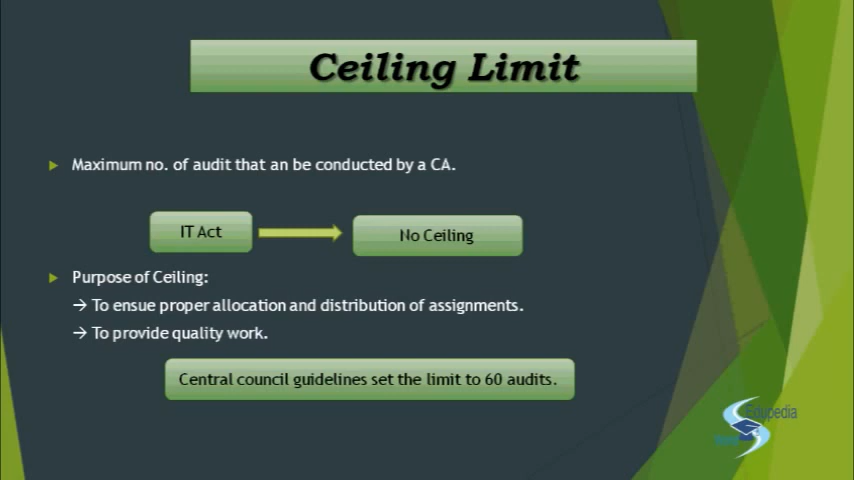 Ceiling Limit
Maximum no. of audit that an be conducted by a CA.
IT Act
No Ceiling
Purpose of Ceiling:
→ To ensue proper allocation and distribution of assignments.
→ To provide quality work.
Central council guidelines set the limit to 60 audits.
Edupedia